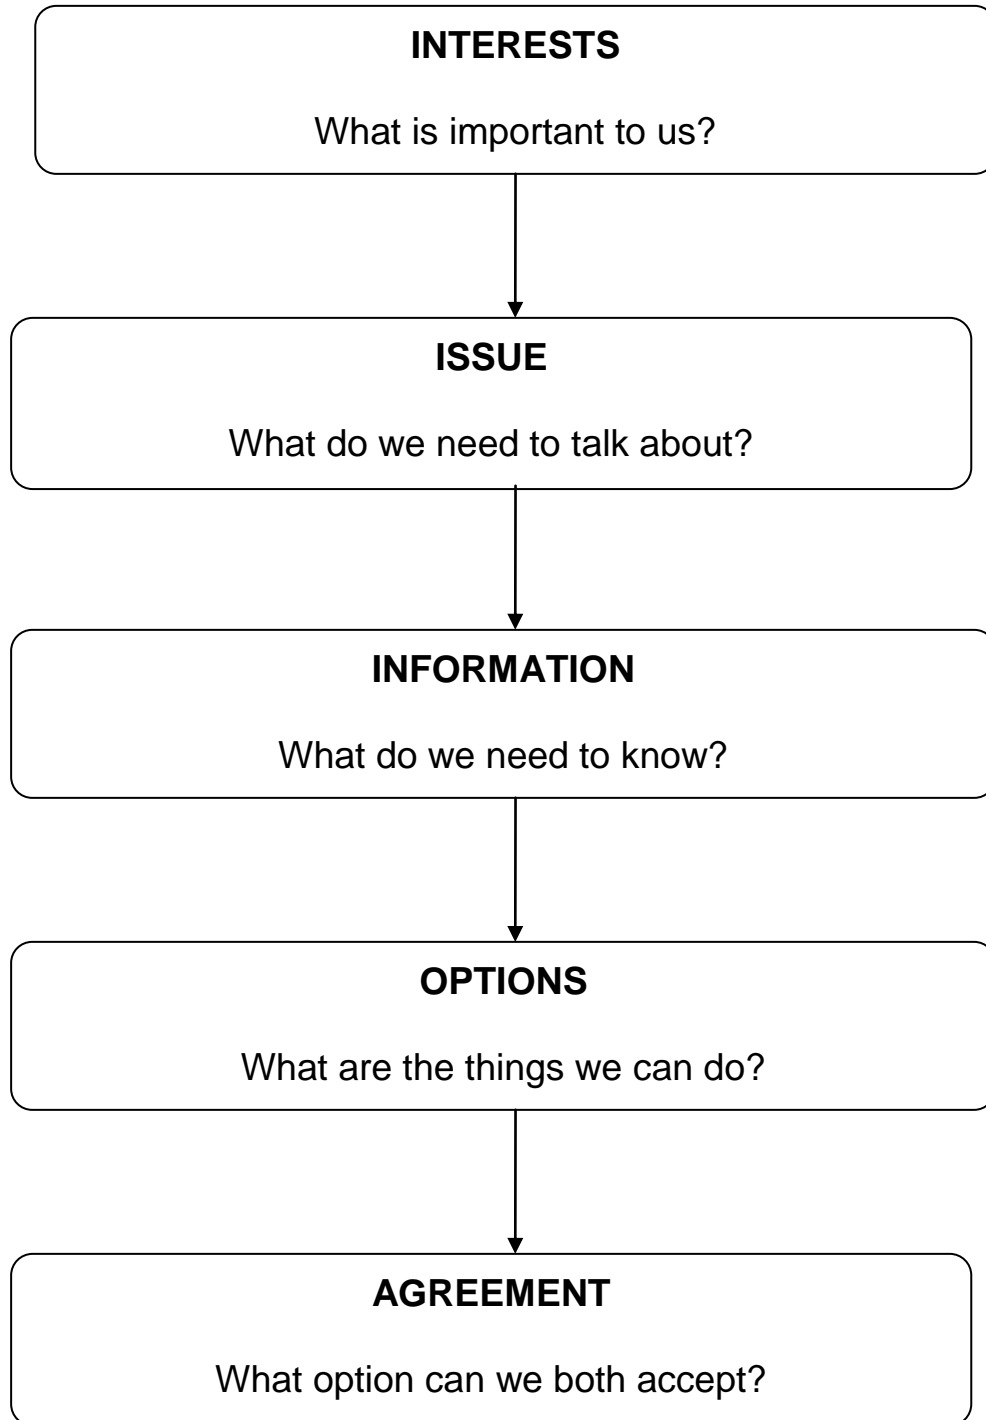 INTERESTS
What is important to us?
ISSUE
What do we need to talk about?
INFORMATION
What do we need to know?
OPTIONS
What are the things we can do?
AGREEMENT
What option can we both accept?